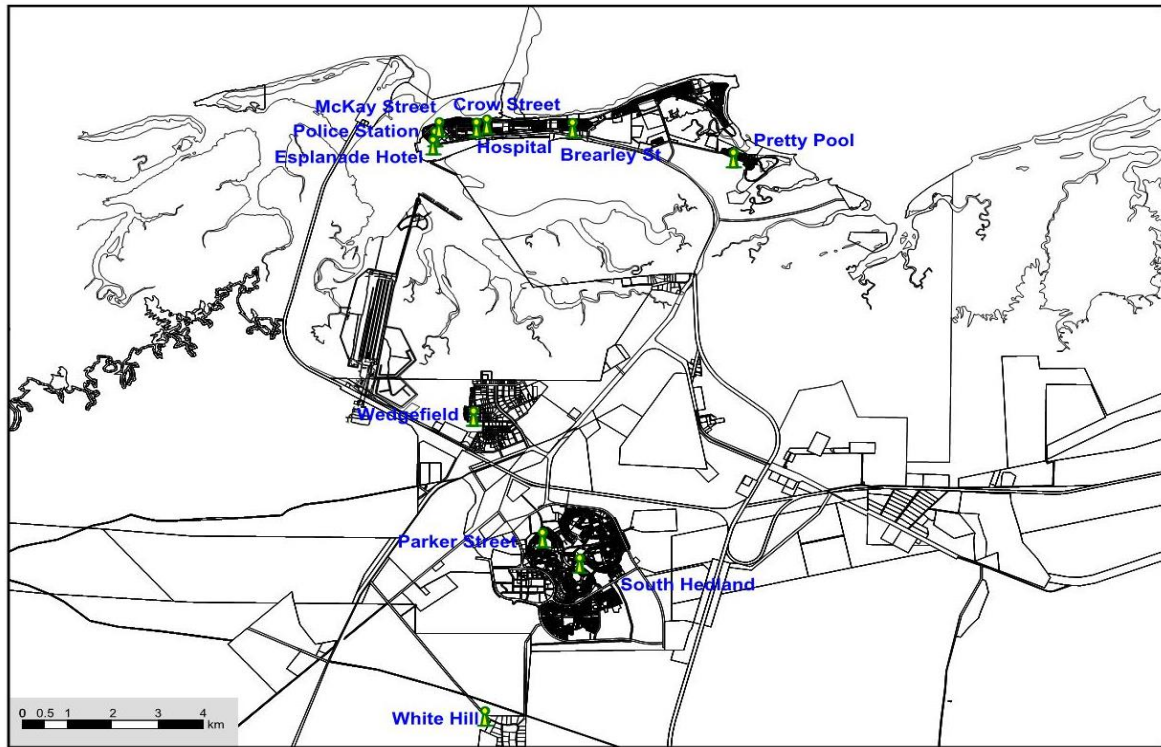 McKay Street
Crow Street
Police Station
Esplanade Hotel
Hospital
Brearley St
Pretty Pool
Wedgefield
Parker Street
South Hedland
White Hill
0 0.5 1 2 3 4
km